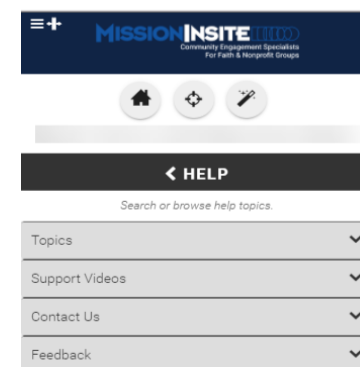 MISSIONINSITE
Community Engagement Specialists
For Faith & Nonprofit Groups
HELP
Search or browse help topics.
Topics
Support Videos
Contact Us
Feedback